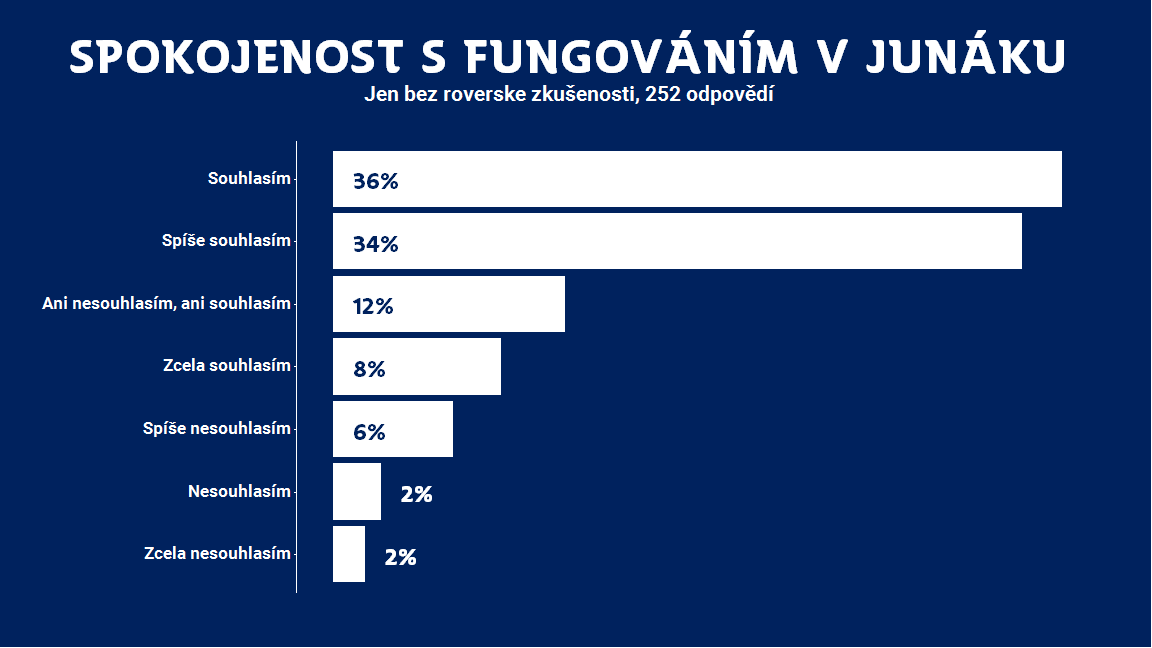 SPOKOJENOST S FUNGOVÁNÍM V JUNÁKU
Jen bez roverske zkušenosti, 252 odpovědí
Souhlasím 36%
Spíše souhlasím 34%
Ani nesouhlasím, ani souhlasím 12%
Zcela souhlasím 8%
Spíše nesouhlasím 6%
Nesouhlasím 2%
Zcela nesouhlasím 2%